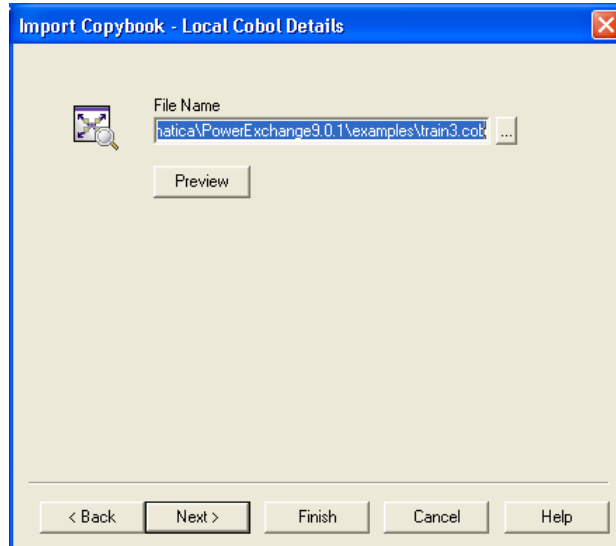 Import Copybook - Local Cobol Details
File Name
hatica\PowerExchange9.0.1\examples\train3.cob
...
Preview
< Back Next > Finish Cancel Help